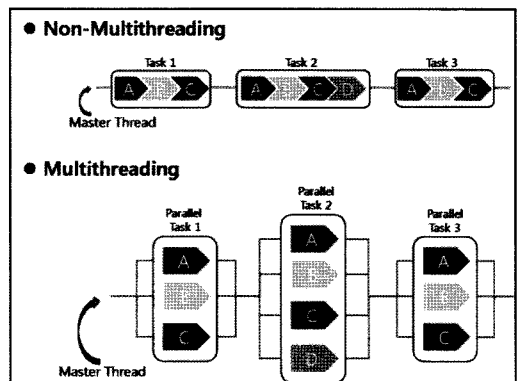 ● Non-Multithreading
Task 1
Task 2
Task 3
A
C
A
C
D
A
C
Master Thread
● Multithreading
Parallel
Task 1
Parallel
Task 2
Parallel
Task 3
A
C
A
C
D
A
C
Master Thread